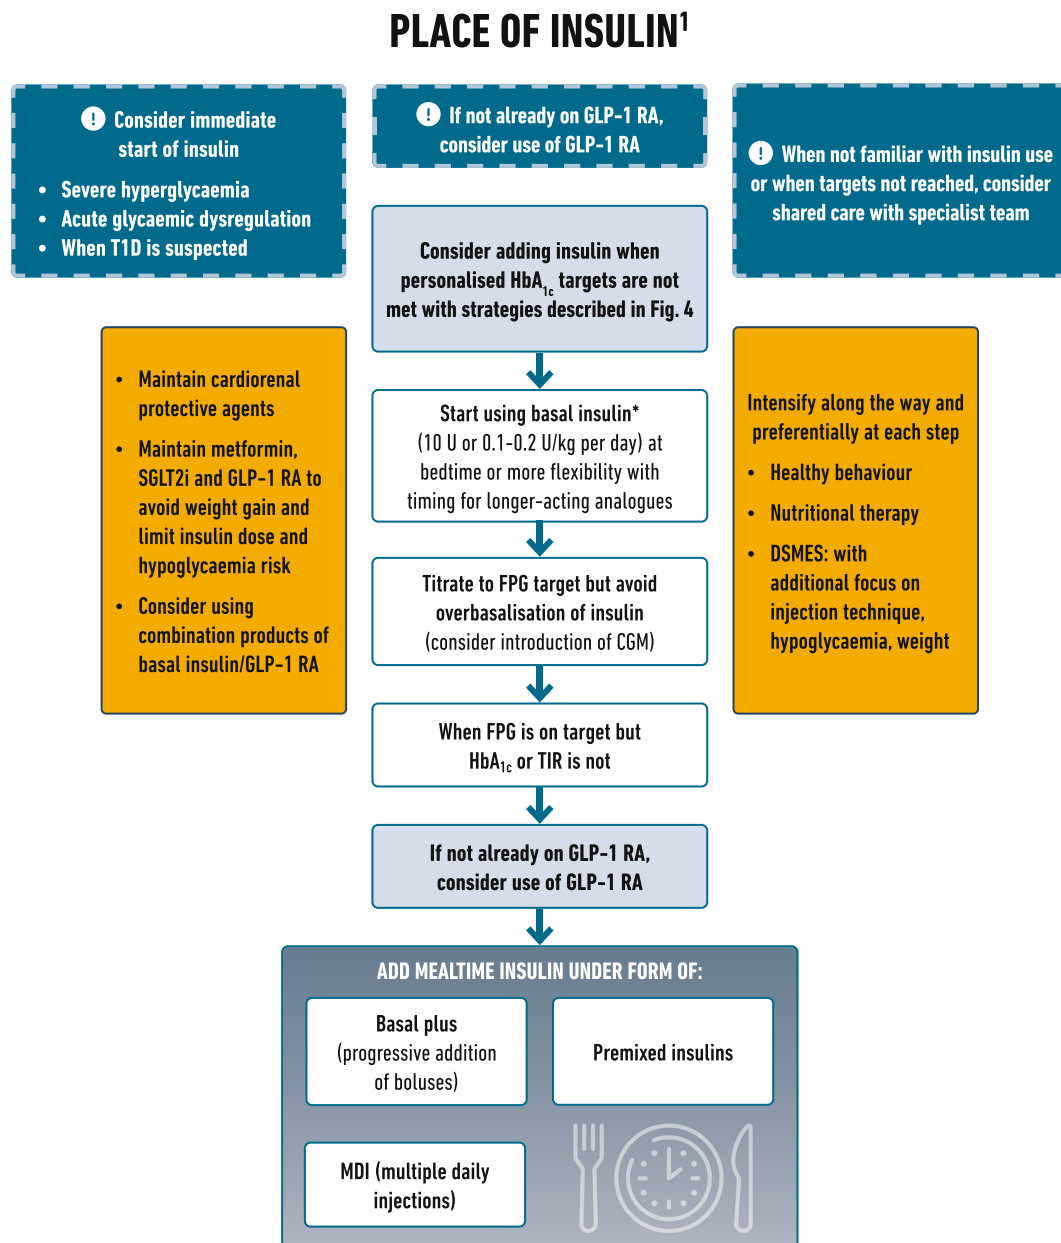 PLACE OF INSULIN¹
! Consider immediate
start of insulin
• Severe hyperglycaemia
• Acute glycaemic dysregulation
• When T1D is suspected
! If not already on GLP-1 RA,
consider use of GLP-1 RA
! When not familiar with insulin use
or when targets not reached, consider
shared care with specialist team
Consider adding insulin when
personalised HbA1c targets are not
met with strategies described in Fig. 4
• Maintain cardiorenal
protective agents
• Maintain metformin,
SGLT2i and GLP-1 RA to
avoid weight gain and
limit insulin dose and
hypoglycaemia risk
• Consider using
combination products of
basal insulin/GLP-1 RA
Start using basal insulin*
(10 U or 0.1-0.2 U/kg per day) at
bedtime or more flexibility with
timing for longer-acting analogues
Titrate to FPG target but avoid
overbasalisation of insulin
(consider introduction of CGM)
When FPG is on target but
HbA1c or TIR is not
If not already on GLP-1 RA,
consider use of GLP-1 RA
Intensify along the way and
preferentially at each step
• Healthy behaviour
• Nutritional therapy
• DSMES: with
additional focus on
injection technique,
hypoglycaemia, weight
ADD MEALTIME INSULIN UNDER FORM OF:
Basal plus
(progressive addition
of boluses)
Premixed insulins
MDI (multiple daily
injections)